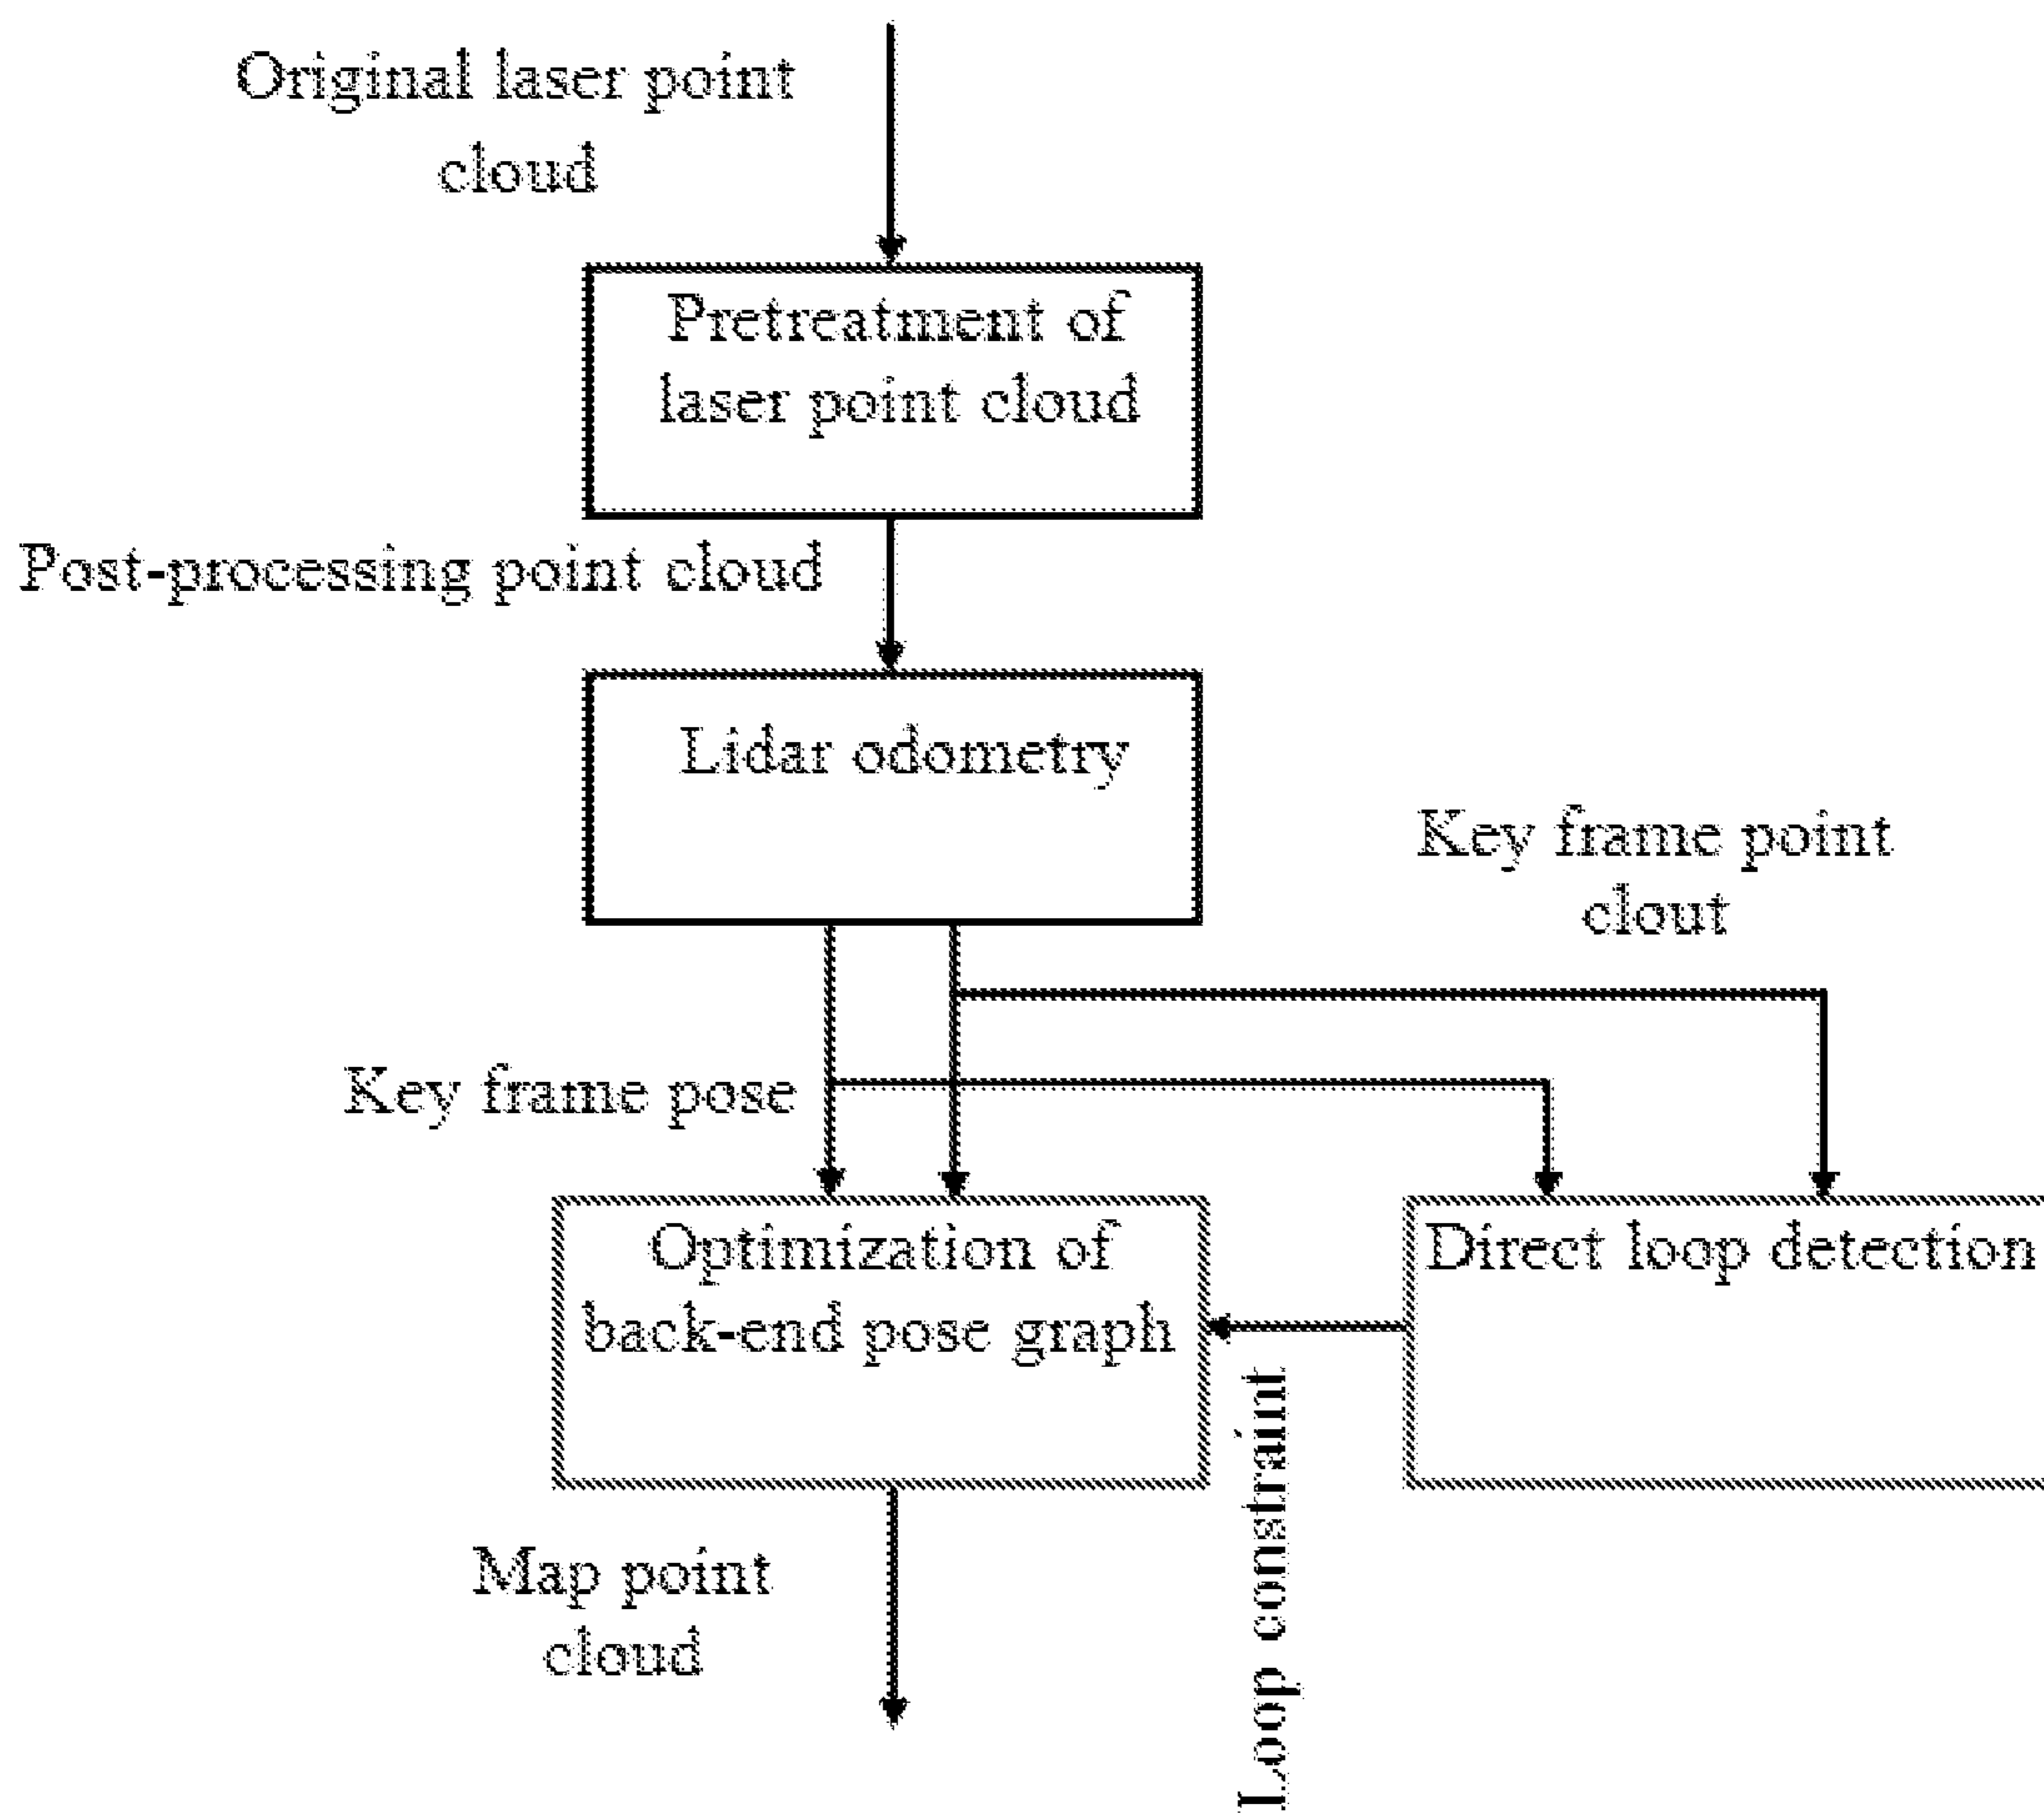 Original laser point
cloud
Pretreatment of
laser point cloud
Post-processing point cloud
Lidar odometry
Key frame point
clout
Key frame pose
Optimization of
back-end pose graph
Direct loop detection
Loop constraint
Map point
cloud